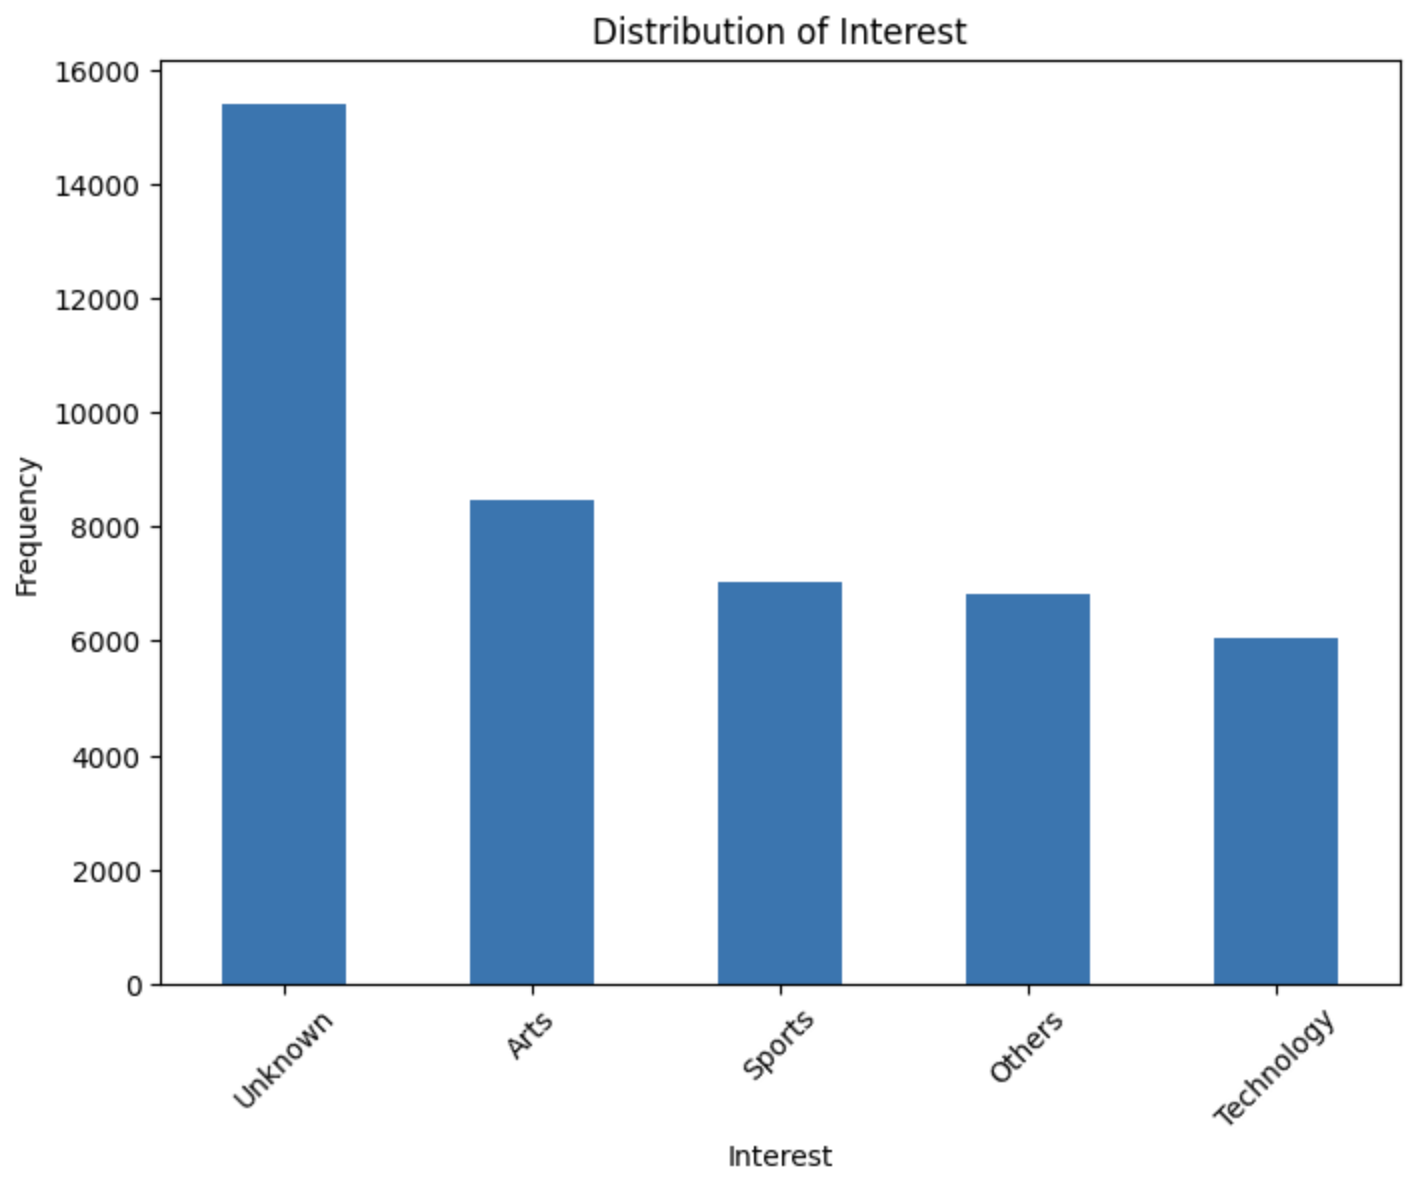 Distribution of Interest
16000
14000
12000
10000
8000
6000
4000
2000
0
Frequency
Unknown
Arts
Sports
Others
Technology
Interest